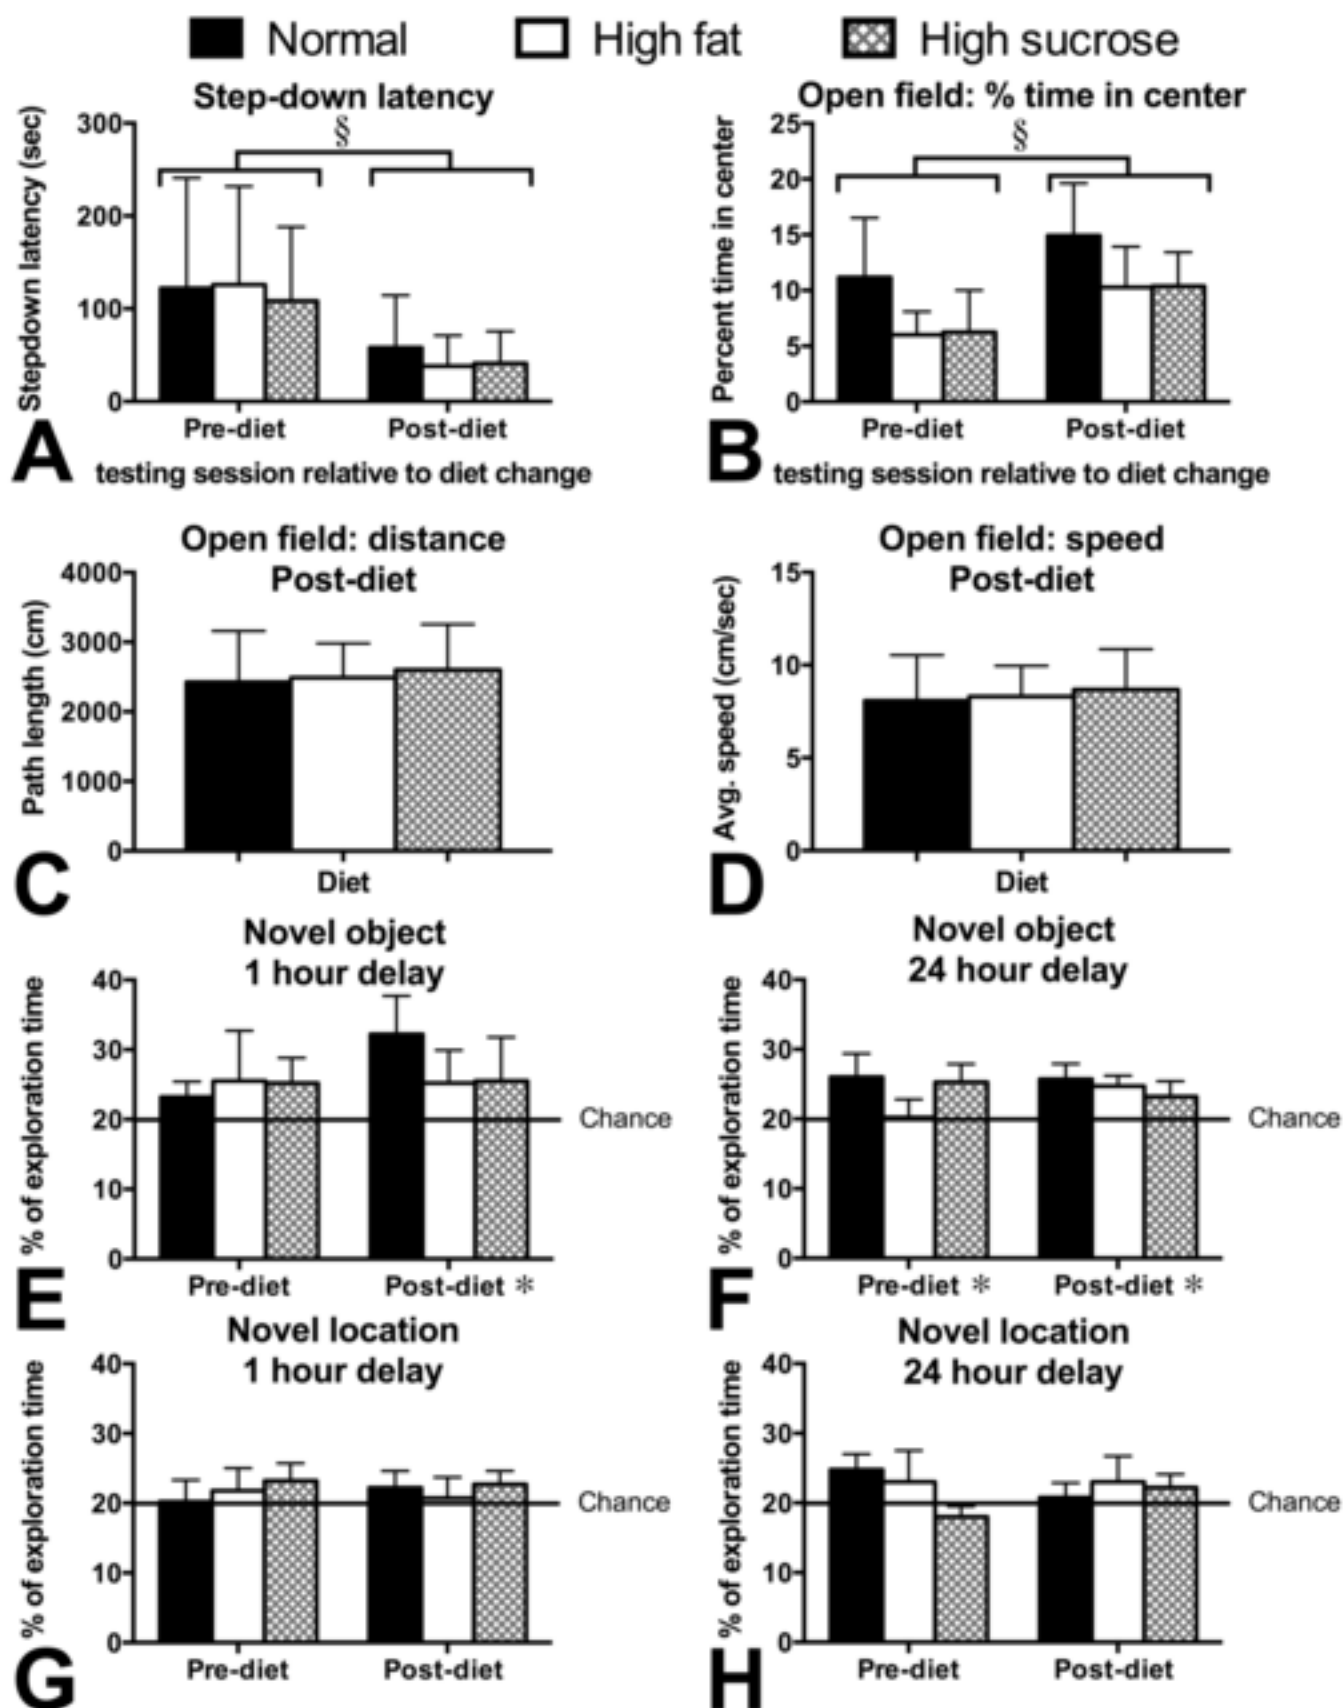 Normal High fat High sucrose
Step-down latency
Stepdown latency (sec)
300
200
100
0
§
Pre-diet Post-diet
testing session relative to diet change
A
Open field: % time in center
Percent time in center
25
20
15
10
5
0
§
Pre-diet Post-diet
testing session relative to diet change
B
Open field: distance
Post-diet
Path length (cm)
4000
3000
2000
1000
0
Diet
C
Open field: speed
Post-diet
Avg. speed (cm/sec)
15
10
5
0
Diet
D
Novel object
1 hour delay
% of exploration time
40
30
20
10
0
Chance
Pre-diet Post-diet *
E
Novel object
24 hour delay
% of exploration time
40
30
20
10
0
Chance
Pre-diet * Post-diet *
F
Novel location
1 hour delay
% of exploration time
40
30
20
10
0
Chance
Pre-diet Post-diet
G
Novel location
24 hour delay
% of exploration time
40
30
20
10
0
Chance
Pre-diet Post-diet
H